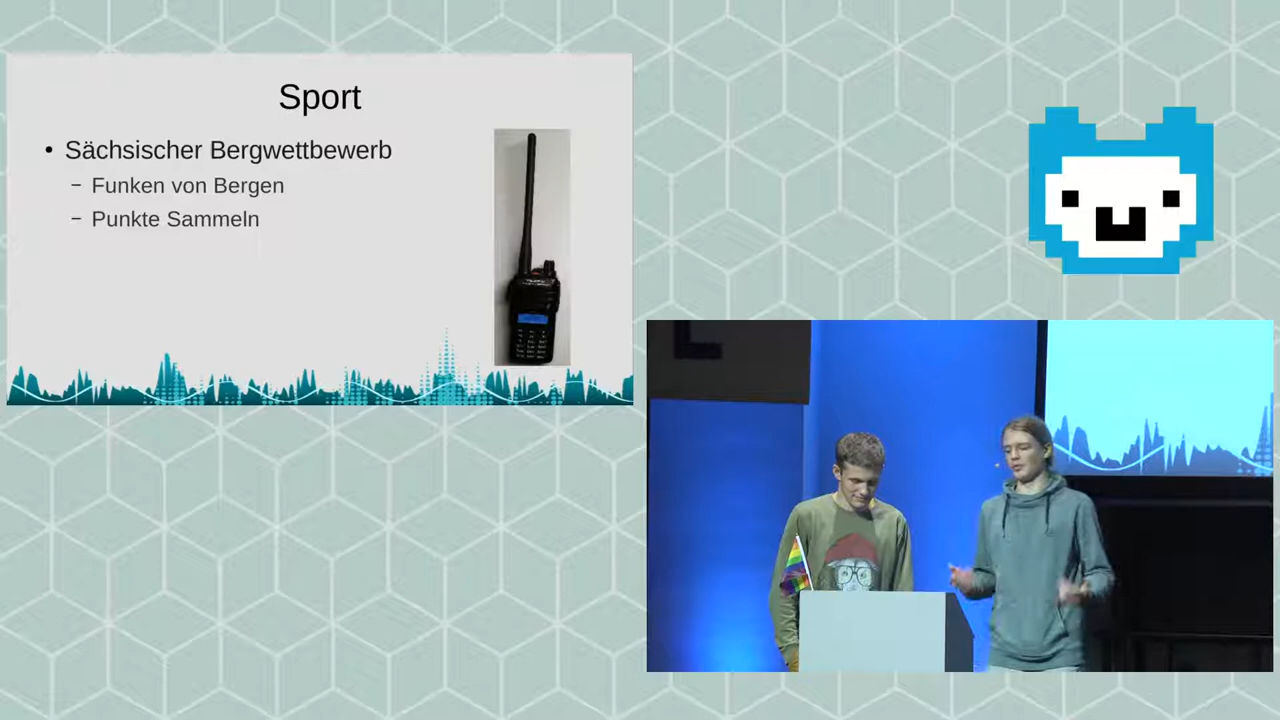 Sport
• Sächsischer Bergwettbewerb
– Funken von Bergen
– Punkte Sammeln